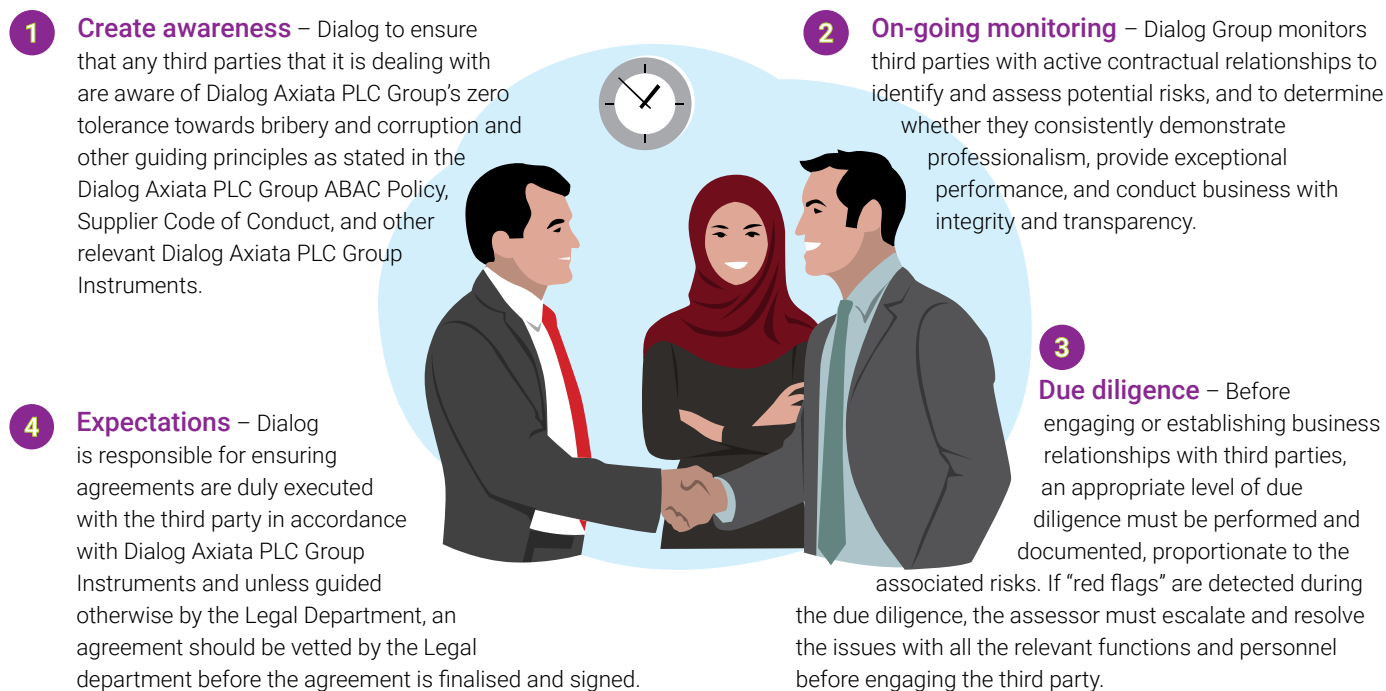 1
Create awareness – Dialog to ensure
that any third parties that it is dealing with
are aware of Dialog Axiata PLC Group’s zero
tolerance towards bribery and corruption and
other guiding principles as stated in the
Dialog Axiata PLC Group ABAC Policy,
Supplier Code of Conduct, and other
relevant Dialog Axiata PLC Group
Instruments.
2
On-going monitoring – Dialog Group monitors
third parties with active contractual relationships to
identify and assess potential risks, and to determine
whether they consistently demonstrate
professionalism, provide exceptional
performance, and conduct business with
integrity and transparency.
3
Due diligence – Before
engaging or establishing business
relationships with third parties,
an appropriate level of due
diligence must be performed and
documented, proportionate to the
associated risks. If “red flags” are detected during
the due diligence, the assessor must escalate and resolve
the issues with all the relevant functions and personnel
before engaging the third party.
4
Expectations – Dialog
is responsible for ensuring
agreements are duly executed
with the third party in accordance
with Dialog Axiata PLC Group
Instruments and unless guided
otherwise by the Legal Department, an
agreement should be vetted by the Legal
department before the agreement is finalised and signed.